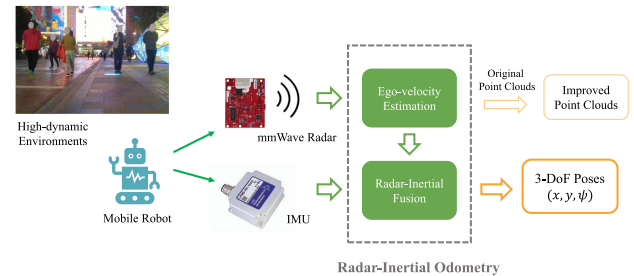 High-dynamic
Environments
Mobile Robot
mmWave Radar
IMU
Ego-velocity
Estimation
Radar-Inertial
Fusion
Original
Point Clouds
Improved
Point Clouds
3-DoF Poses
(x, y, ψ)
Radar-Inertial Odometry